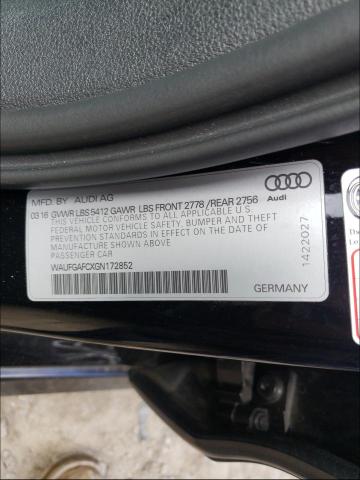 MFD. BY AUDI AG
03 16 GVWR LBS 5412 GAWR LBS FRONT 2778 /REAR 2756
THIS VEHICLE CONFORMS TO ALL APPLICABLE U.S.
FEDERAL MOTOR VEHICLE SAFETY, BUMPER AND THEFT
PREVENTION STANDARDS IN EFFECT ON THE DATE OF
MANUFACTURE SHOWN ABOVE
PASSENGER CAR
WAUFGAFCXGN172852
Audi
GERMANY
1422027